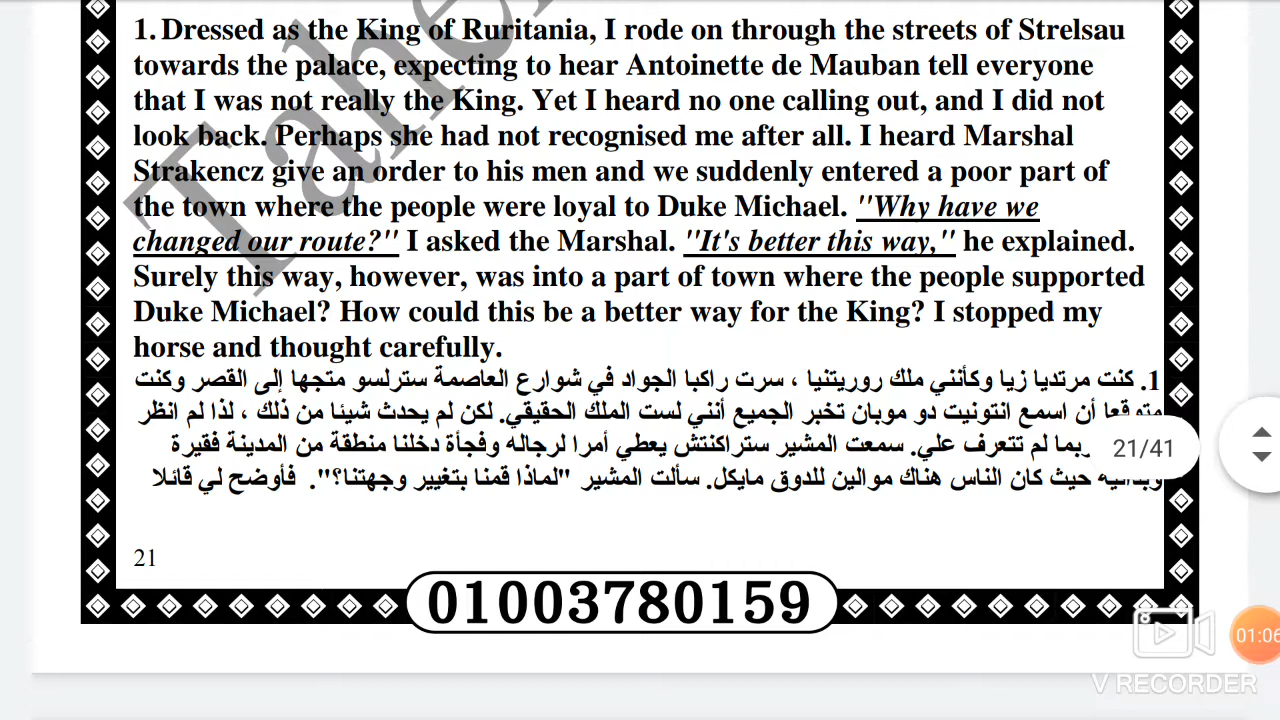 1. Dressed as the King of Ruritania, I rode on through the streets of Strelsau
towards the palace, expecting to hear Antoinette de Mauban tell everyone
that I was not really the King. Yet I heard no one calling out, and I did not
look back. Perhaps she had not recognised me after all. I heard Marshal
Strakencz give an order to his men and we suddenly entered a poor part of
the town where the people were loyal to Duke Michael. "Why have we
changed our route?" I asked the Marshal. "It's better this way," he explained.
Surely this way, however, was into a part of town where the people supported
Duke Michael? How could this be a better way for the King? I stopped my
horse and thought carefully.
1. كنت مرتديا زيا وكأنني ملك روريتنيا ، سرت راكبا الجواد في شوارع العاصمة سترلسو متجها إلى القصر وكنت
متوقعا أن اسمع انتونيت دو موبان تخبر الجميع أنني لست الملك الحقيقي. لكن لم يحدث شيئا من ذلك ، لذا لم انظر
لم تتعرف علي. سمعت المشير ستراكنتش يعطي أمرا لرجاله وفجأة دخلنا منطقة من المدينة فقيرة
حيث كان الناس هناك موالين للدوق مايكل. سألت المشير "لماذا قمنا بتغيير وجهتنا؟". فأوضح لي قائلا
21/41
21
01003780159
01:06
V RECORDER
Taher